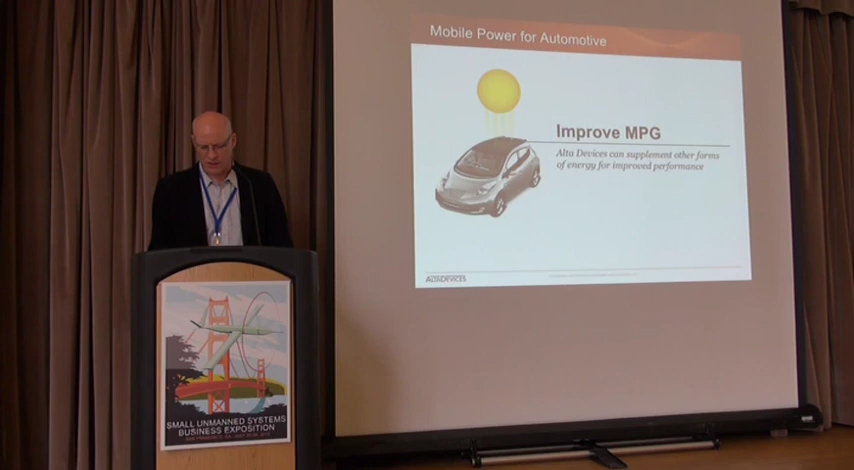 Mobile Power for Automotive
Improve MPG
Alta Devices can supplement other forms
of energy for improved performance
ALTADEVICES
SMALL UNMANNED SYSTEMS
BUSINESS EXPOSITION